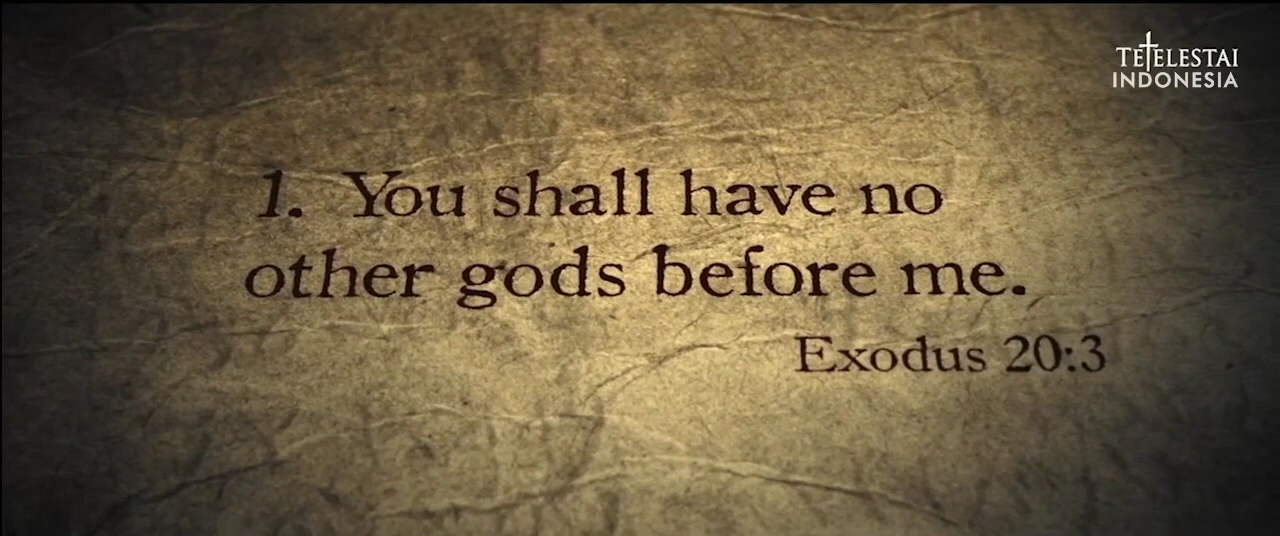 TETELESTAI
INDONESIA
1. You shall have no
other gods before me.
Exodus 20:3